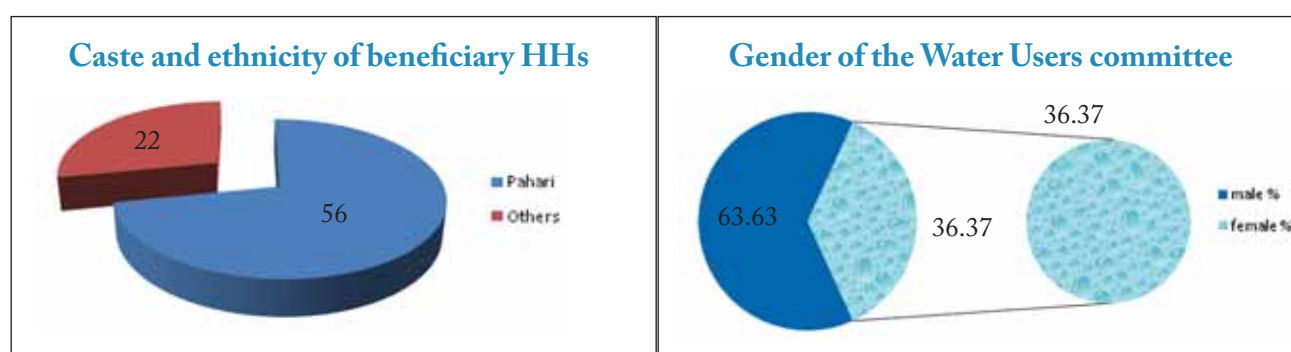 Caste and ethnicity of beneficiary HHs
22
56
Pahari
Others
Gender of the Water Users committee
36.37
63.63
36.37
male %
female %